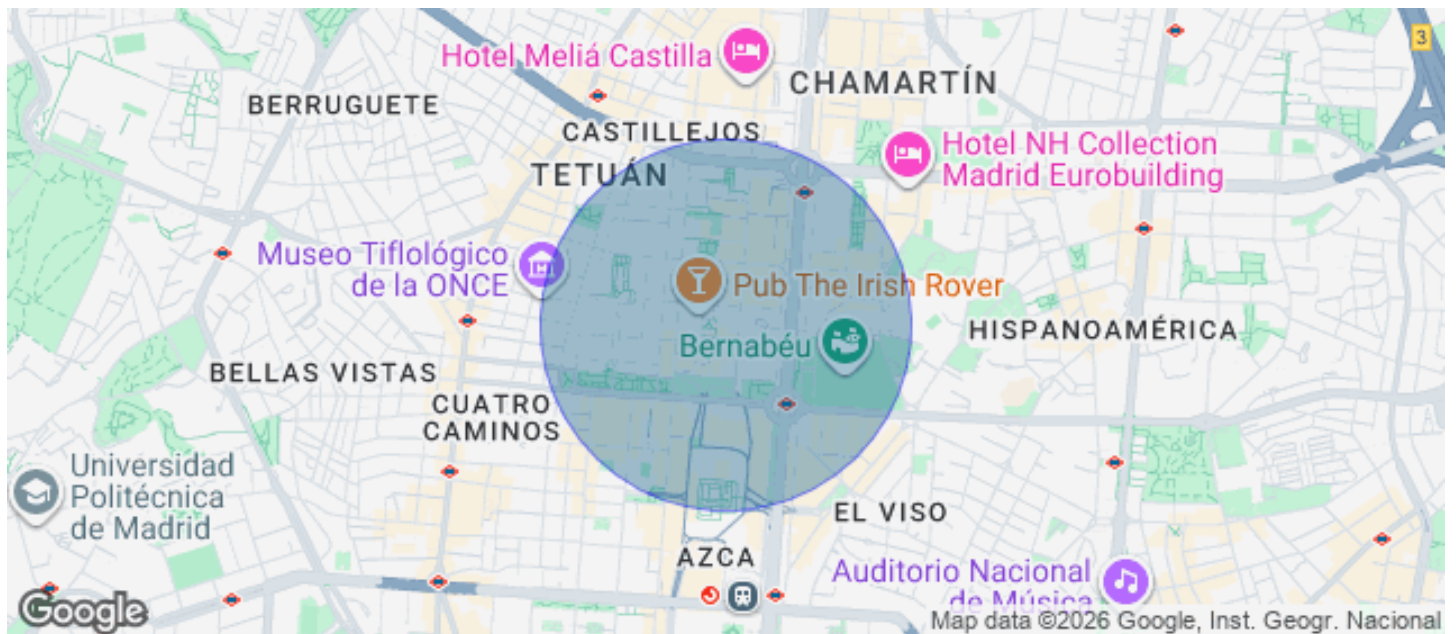 Hotel Meliá Castilla
CHAMARTÍN
3
BERRUGUETE
CASTILLEJOS
Hotel NH Collection
Madrid Eurobuilding
TETUÁN
Museo Tiflológico
de la ONCE
Pub The Irish Rover
Bernabéu
HISPANOAMÉRICA
BELLAS VISTAS
CUATRO
CAMINOS
Universidad
Politécnica
de Madrid
EL VISO
AZCA
Auditorio Nacional
de Música
Google
Map data ©2026 Google, Inst. Geogr. Nacional